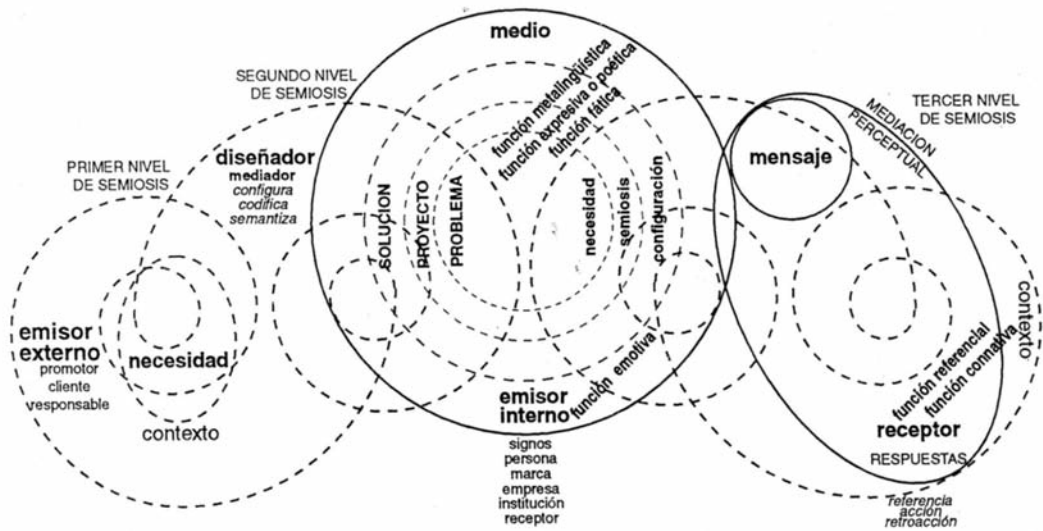 PRIMER NIVEL
DE SEMIOSIS
emisor
externo
promotor
cliente
responsable
necesidad
contexto
SEGUNDO NIVEL
DE SEMIOSIS
diseñador
mediador
configura
codifica
semantiza
medio
función metalingüística
función expresiva o poética
fuhción fática
SOLUCION
PROYECTO
PROBLEMA
necesidad
semiosis
configuración
función emotiva
emisor
interno
signos
persona
marca
empresa
institución
receptor
TERCER NIVEL
DE SEMIOSIS
MEDIACION
PERCEPTUAL
mensaje
contexto
función referencial
función connativa
receptor
RESPUESTAS
referencia
acción
retroacción